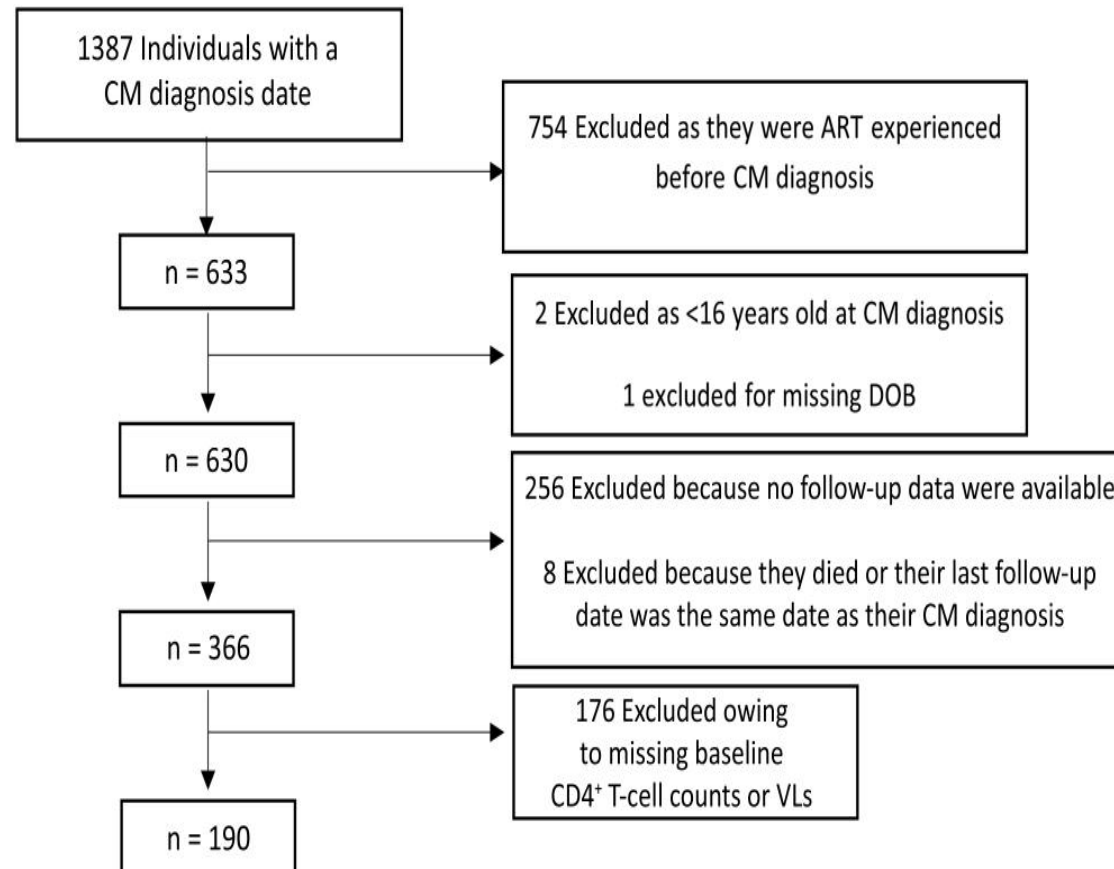 1387 Individuals with a
CM diagnosis date
754 Excluded as they were ART experienced
before CM diagnosis
n = 633
2 Excluded as <16 years old at CM diagnosis
1 excluded for missing DOB
n = 630
256 Excluded because no follow-up data were available
8 Excluded because they died or their last follow-up
date was the same date as their CM diagnosis
n = 366
176 Excluded owing
to missing baseline
CD4⁺ T-cell counts or VLs
n = 190